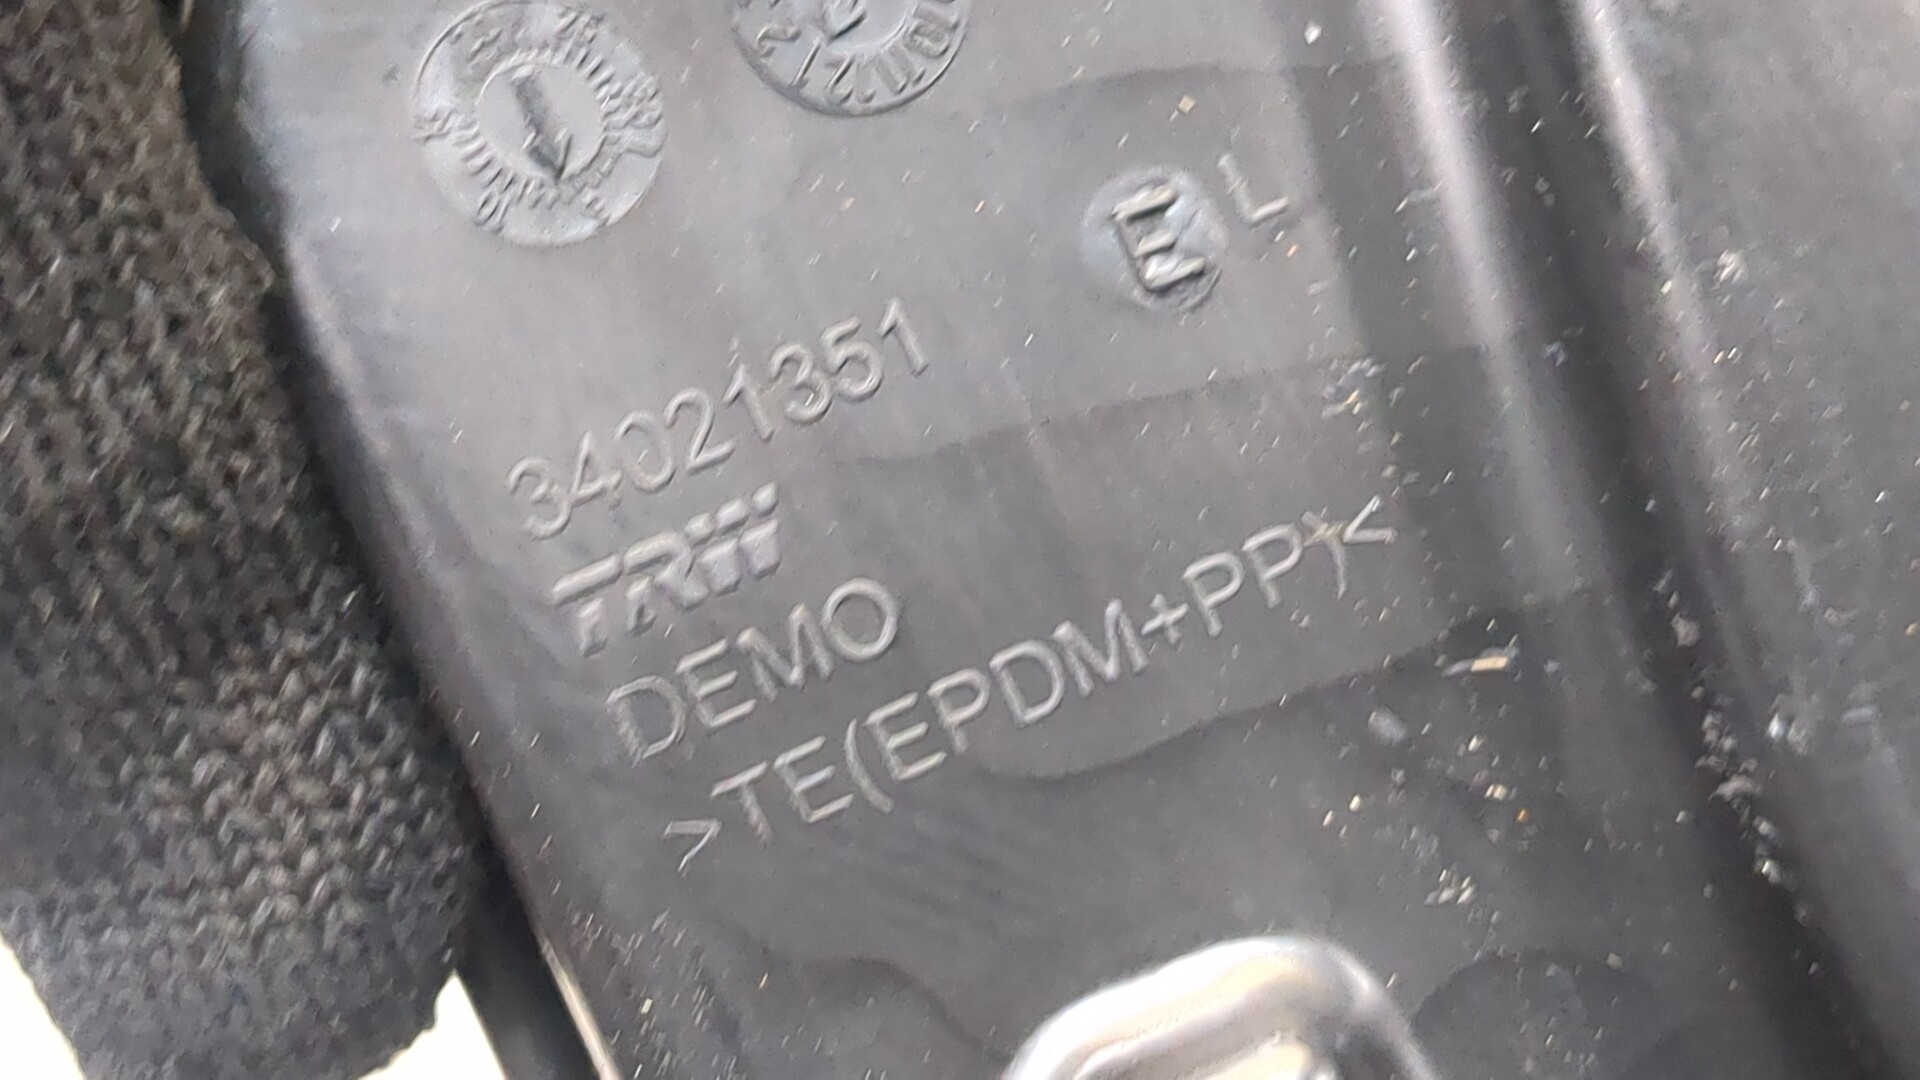 E L
34021351
TRW
DEMO
>TE(EPDM+PP)<